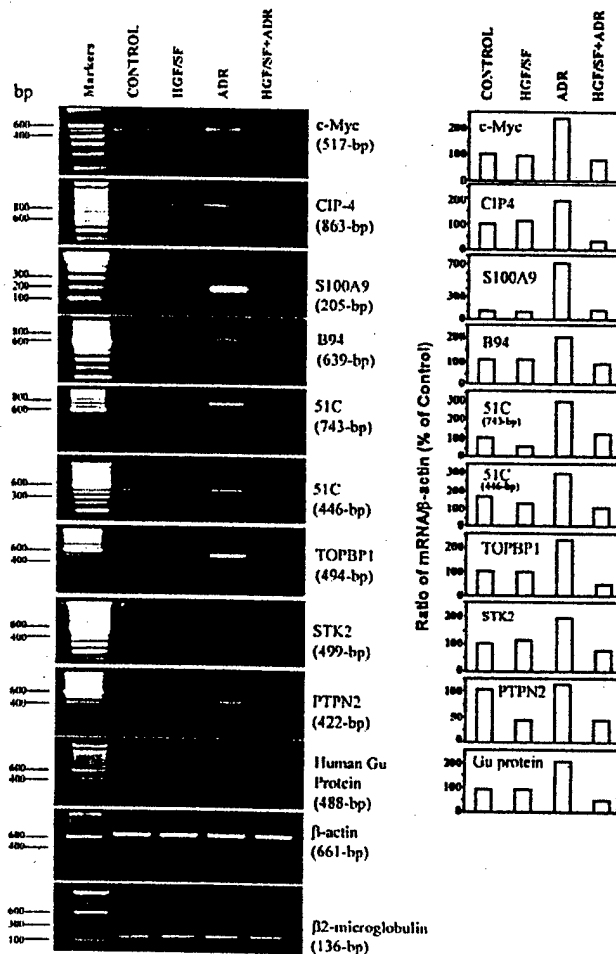 bp
Markers
CONTROL
HGF/SF
ADR
HGF/SF+ADR
600
400
c-Myc
(517-bp)
800
600
CIP-4
(863-bp)
300
200
100
S100A9
(205-bp)
800
600
B94
(639-bp)
800
600
51C
(743-bp)
600
300
51C
(446-bp)
600
400
TOPBP1
(494-bp)
600
400
STK2
(499-bp)
600
400
PTPN2
(422-bp)
600
400
Human Gu
Protein
(488-bp)
600
400
β-actin
(661-bp)
600
300
100
β2-microglobulin
(136-bp)
CONTROL
HGF/SF
ADR
HGF/SF+ADR
Ratio of mRNA/β-actin (% of Control)
200
100
0
c-Myc
200
100
0
CIP4
700
300
0
S100A9
200
100
0
B94
300
200
100
0
51C
(743-bp)
300
200
100
0
51C
(446-bp)
200
100
0
TOPBP1
200
100
0
STK2
100
50
0
PTPN2
200
100
0
Gu protein